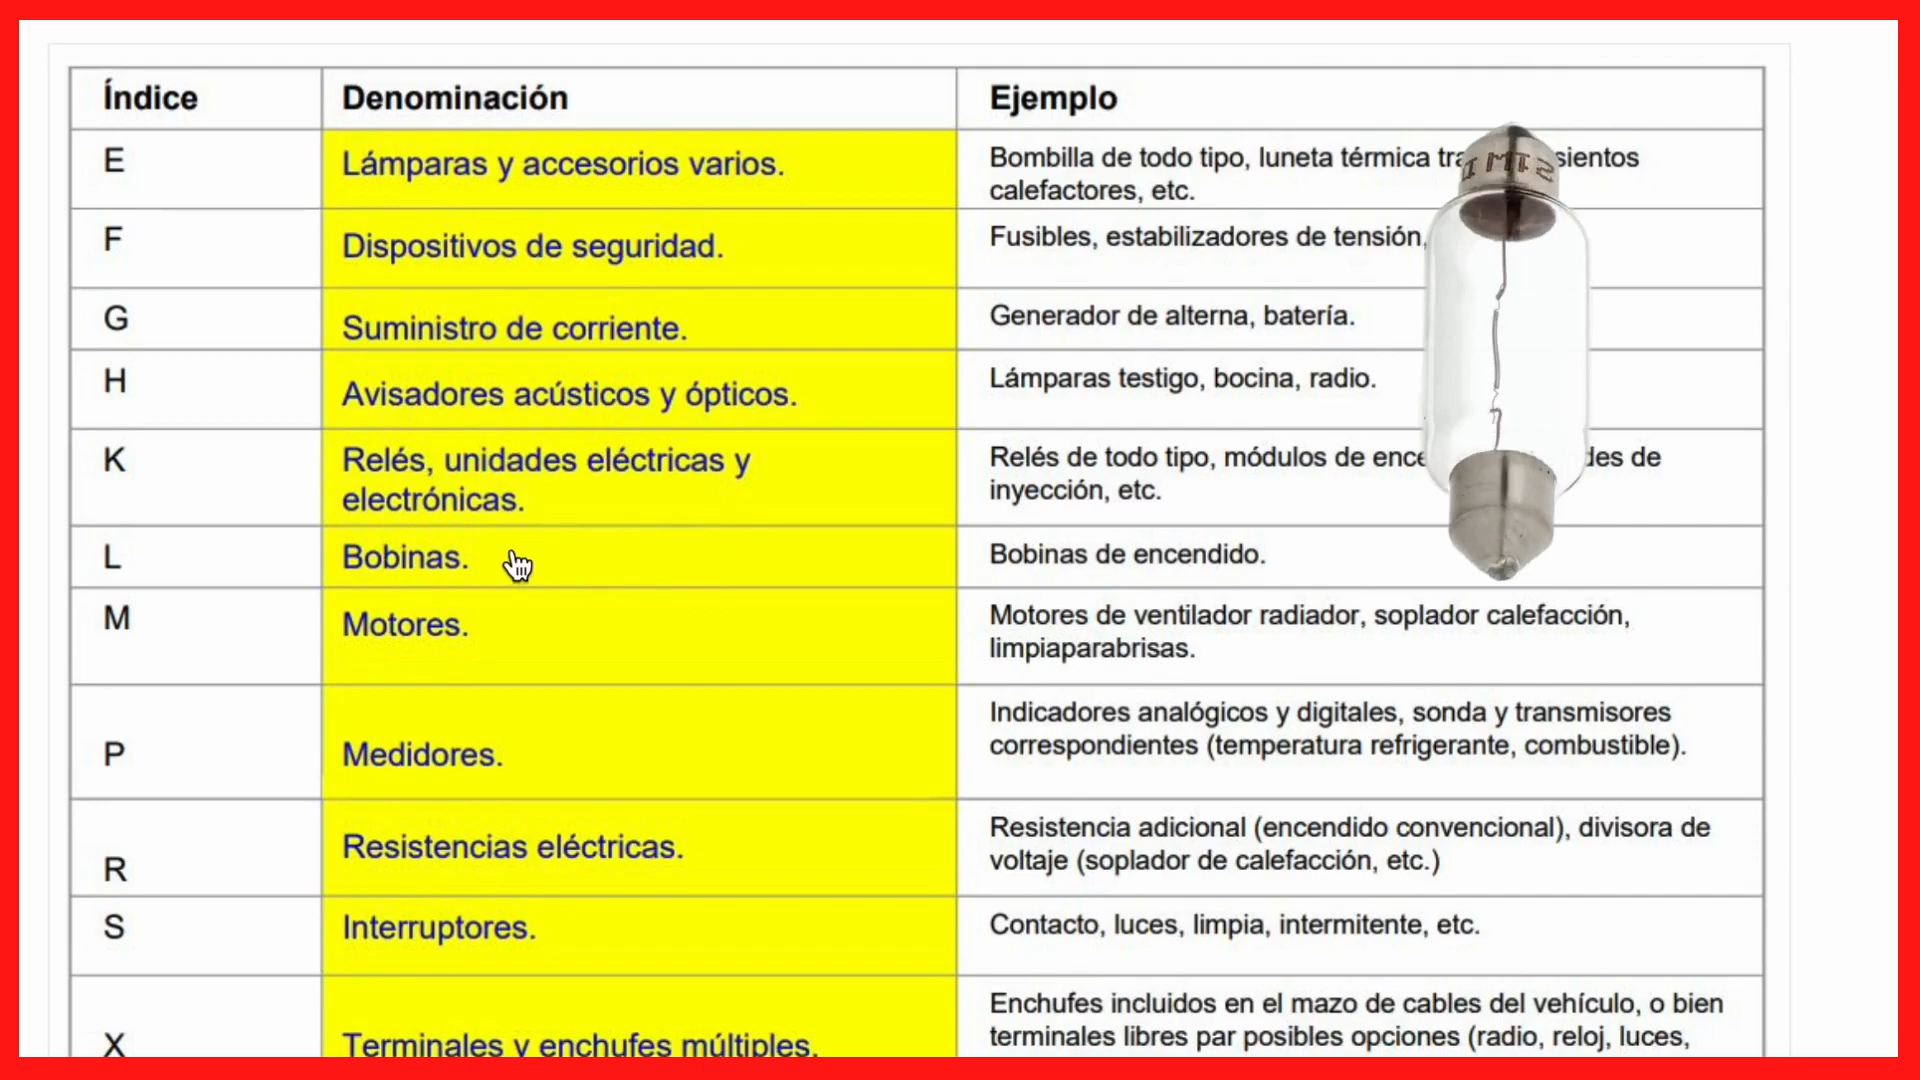 Índice Denominación Ejemplo
E Lámparas y accesorios varios. Bombilla de todo tipo, luneta térmica sientos
calefactores, etc.
F Dispositivos de seguridad. Fusibles, estabilizadores de tensión,
G Suministro de corriente. Generador de alterna, batería.
H Avisadores acústicos y ópticos. Lámparas testigo, bocina, radio.
K Relés, unidades eléctricas y
electrónicas.
Relés de todo tipo, módulos de des de
inyección, etc.
L Bobinas. Bobinas de encendido.
M Motores. Motores de ventilador radiador, soplador calefacción,
limpiaparabrisas.
P Medidores. Indicadores analógicos y digitales, sonda y transmisores
correspondientes (temperatura refrigerante, combustible).
R Resistencias eléctricas. Resistencia adicional (encendido convencional), divisora de
voltaje (soplador de calefacción, etc.)
S Interruptores. Contacto, luces, limpia, intermitente, etc.
X Terminales y enchufes múltiples. Enchufes incluidos en el mazo de cables del vehículo, o bien
terminales libres par posibles opciones (radio, reloj, luces,